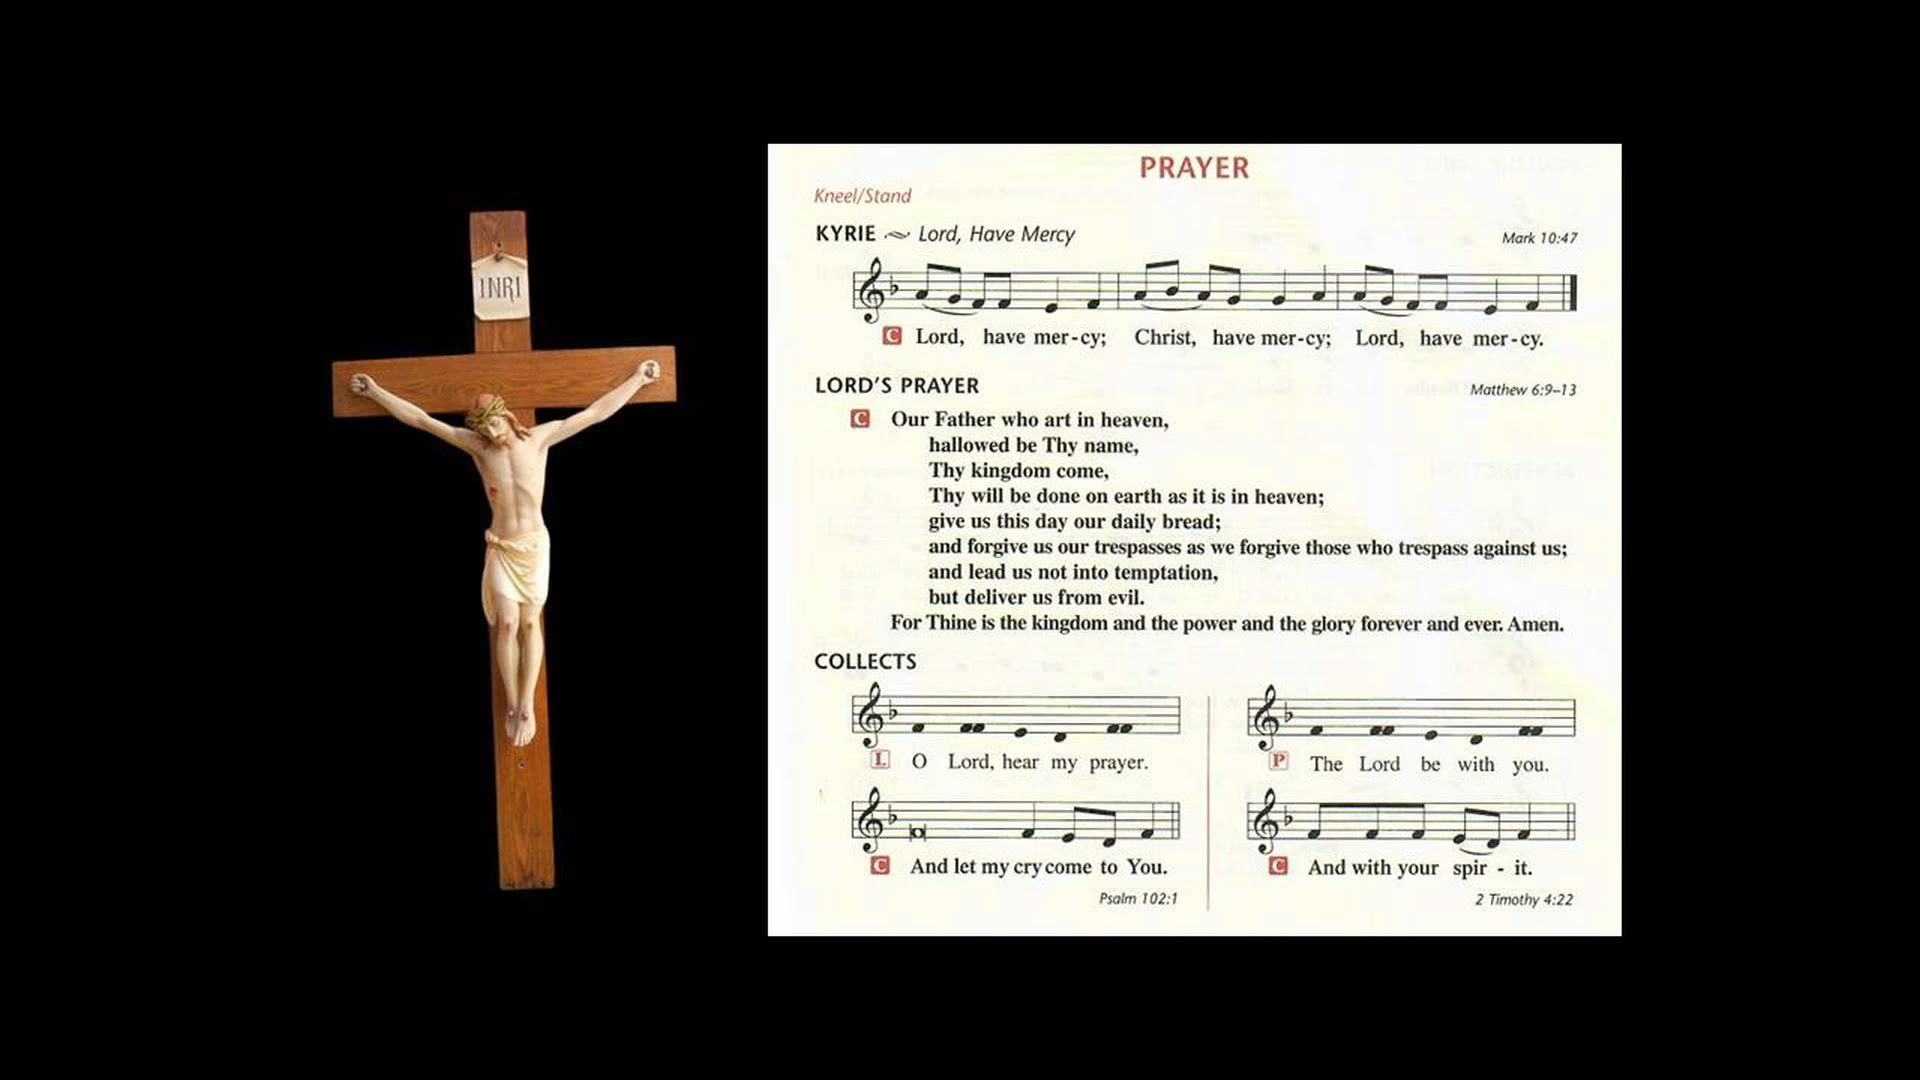 INRI
PRAYER
Kneel/Stand
KYRIE Lord, Have Mercy Mark 10:47
C Lord, have mer-cy; Christ, have mer-cy; Lord, have mer-cy.
LORD'S PRAYER Matthew 6:9–13
C Our Father who art in heaven,
hallowed be Thy name,
Thy kingdom come,
Thy will be done on earth as it is in heaven;
give us this day our daily bread;
and forgive us our trespasses as we forgive those who trespass against us;
and lead us not into temptation,
but deliver us from evil.
For Thine is the kingdom and the power and the glory forever and ever. Amen.
COLLECTS
L O Lord, hear my prayer.
C And let my cry come to You.
Psalm 102:1
P The Lord be with you.
C And with your spir - it.
2 Timothy 4:22